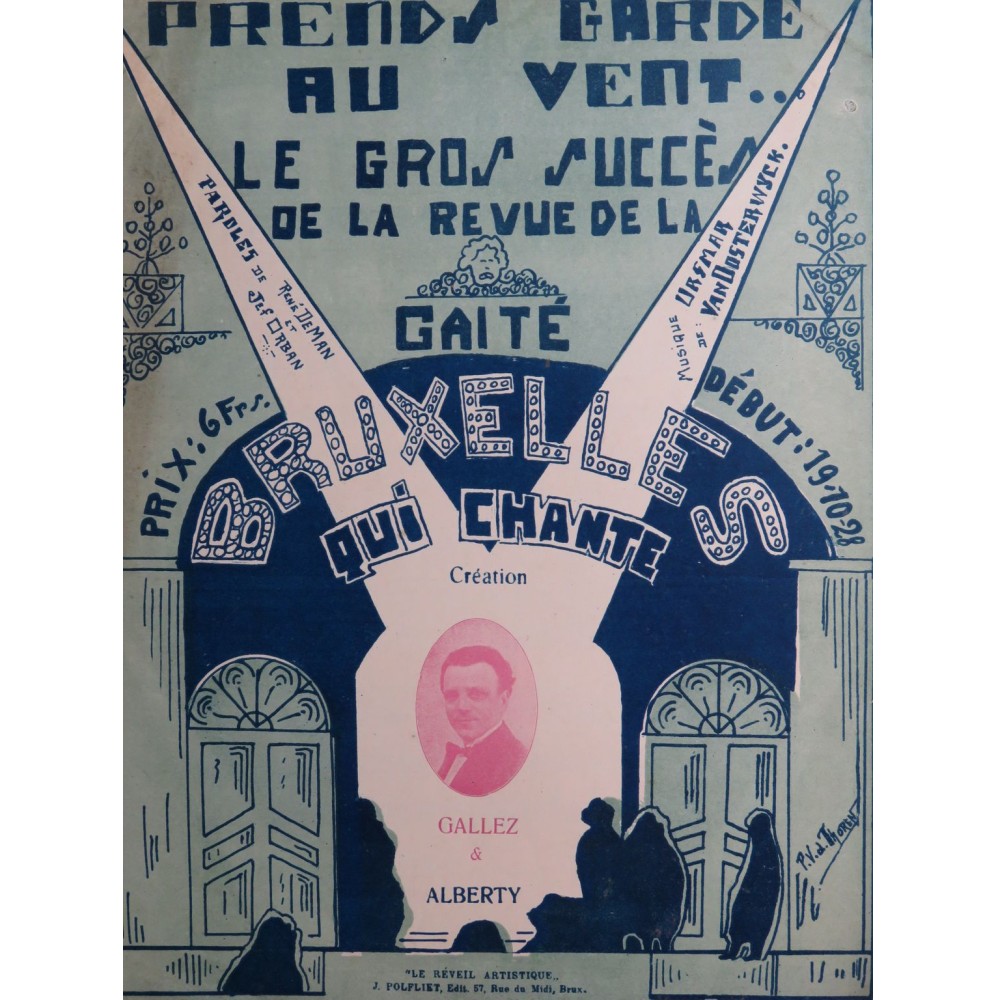 PRENDS GARDE
AU VENT...
LE GROS SUCCÈS
DE LA REVUE DE LA
GAITÉ
PAROLES DE
RENÉ DEMAN
ET
JEF ORBAN
MUSIQUE DE:
URSMAR
VAN OOSTERWYCK.
PRIX: 6 Frs.
DÉBUT: 19-10-28
BRUXELLES
QUI CHANTE
Création
GALLEZ
&
ALBERTY
P.V.d. THOREN
"LE RÉVEIL ARTISTIQUE"
J. POLFLIET, Edit. 57, Rue du Midi, Brux.